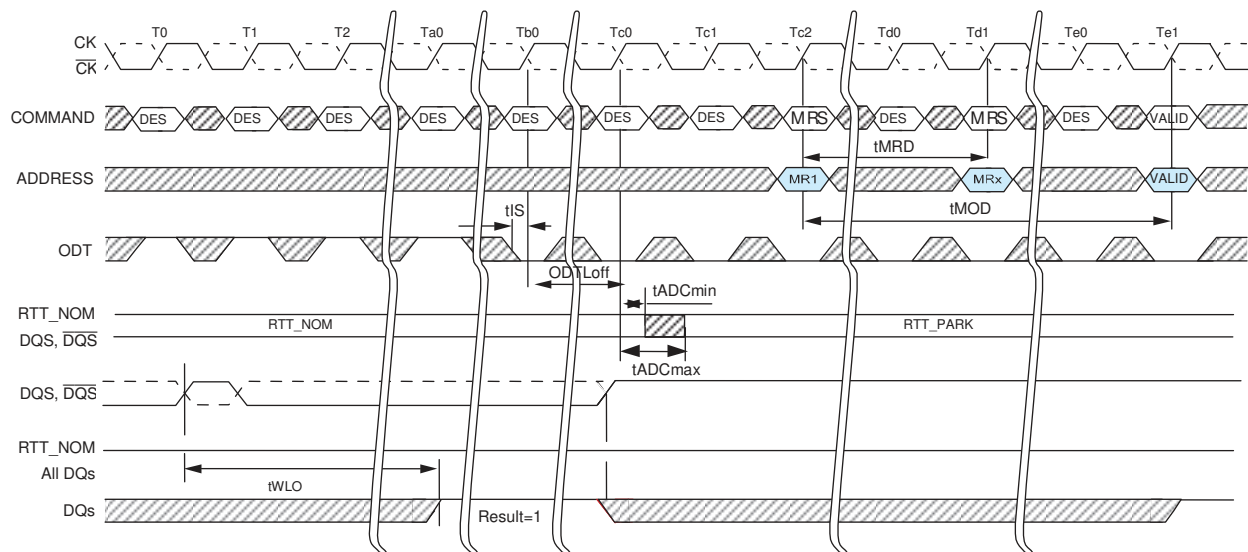 T0 T1 T2 Ta0 Tb0 Tc0 Tc1 Tc2 Td0 Td1 Te0 Te1
CK
CK
COMMAND DES DES DES DES DES DES DES MRS DES MRS DES VALID
tMRD
ADDRESS MR1 MRx VALID
tIS tMOD
ODT
ODTLoff
tADCmin
RTT_NOM
RTT_NOM RTT_PARK
DQS, DQS
tADCmax
DQS, DQS
RTT_NOM
All DQs
tWLO
DQs Result=1